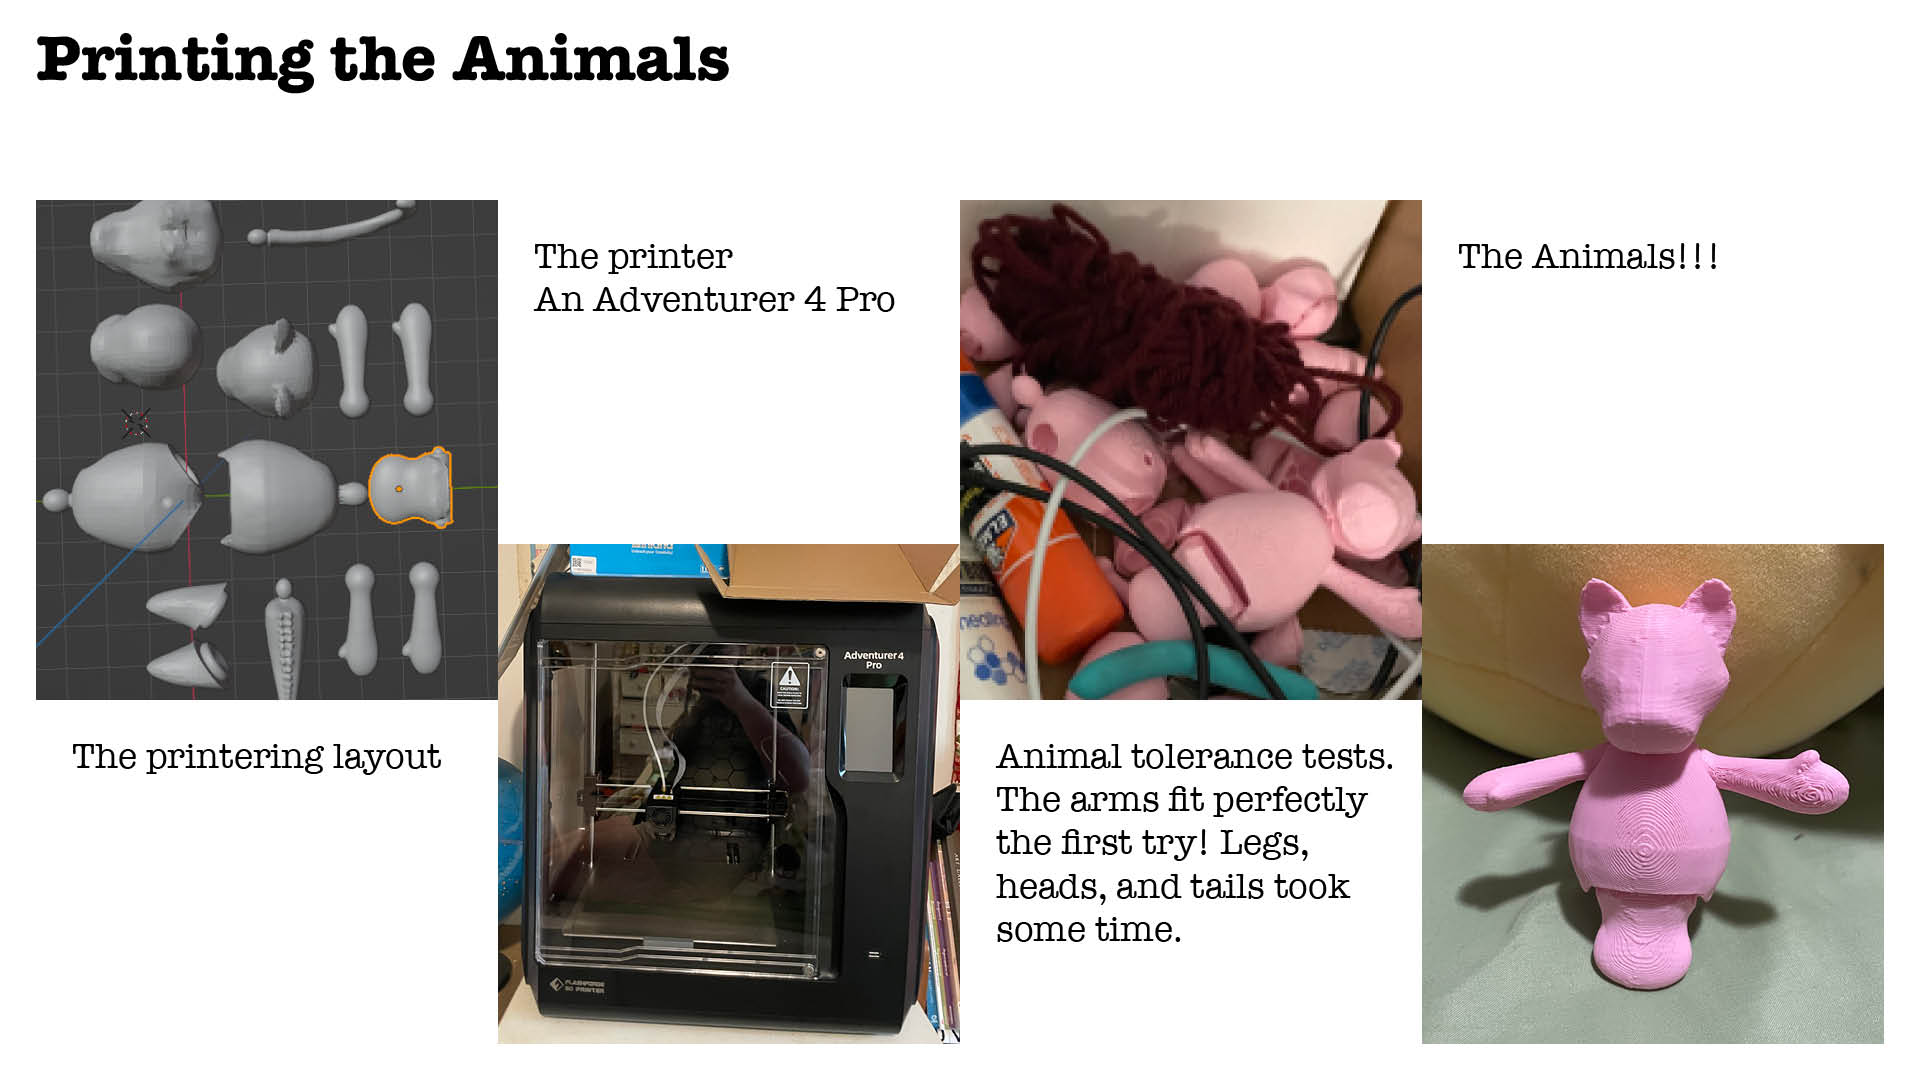 Printing the Animals
The printer
An Adventurer 4 Pro
The Animals!!!
The printering layout
Animal tolerance tests.
The arms fit perfectly
the first try! Legs,
heads, and tails took
some time.
Adventurer 4
Pro
CAUTION!
FLASHFORGE
3D PRINTER